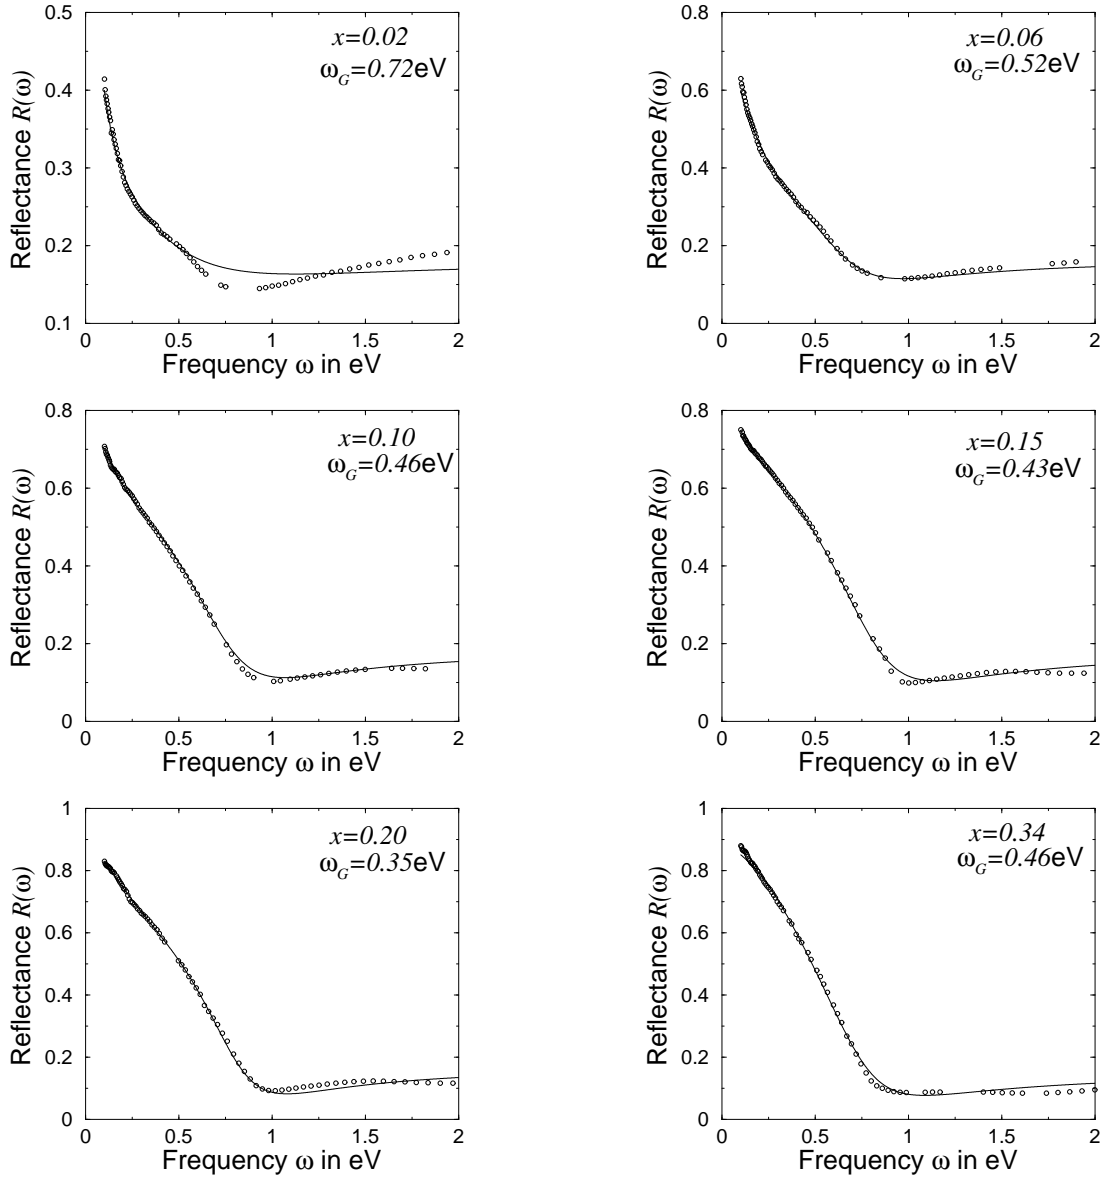 0.5
x=0.02
ω_G=0.72eV
0.4
Reflectance R(ω)
0.3
0.2
0.1
0 0.5 1 1.5 2
Frequency ω in eV
0.8
x=0.06
ω_G=0.52eV
0.6
Reflectance R(ω)
0.4
0.2
0
0 0.5 1 1.5 2
Frequency ω in eV
0.8
x=0.10
ω_G=0.46eV
0.6
Reflectance R(ω)
0.4
0.2
0
0 0.5 1 1.5 2
Frequency ω in eV
0.8
x=0.15
ω_G=0.43eV
0.6
Reflectance R(ω)
0.4
0.2
0
0 0.5 1 1.5 2
Frequency ω in eV
1
x=0.20
ω_G=0.35eV
0.8
Reflectance R(ω)
0.6
0.4
0.2
0
0 0.5 1 1.5 2
Frequency ω in eV
1
x=0.34
ω_G=0.46eV
0.8
Reflectance R(ω)
0.6
0.4
0.2
0
0 0.5 1 1.5 2
Frequency ω in eV